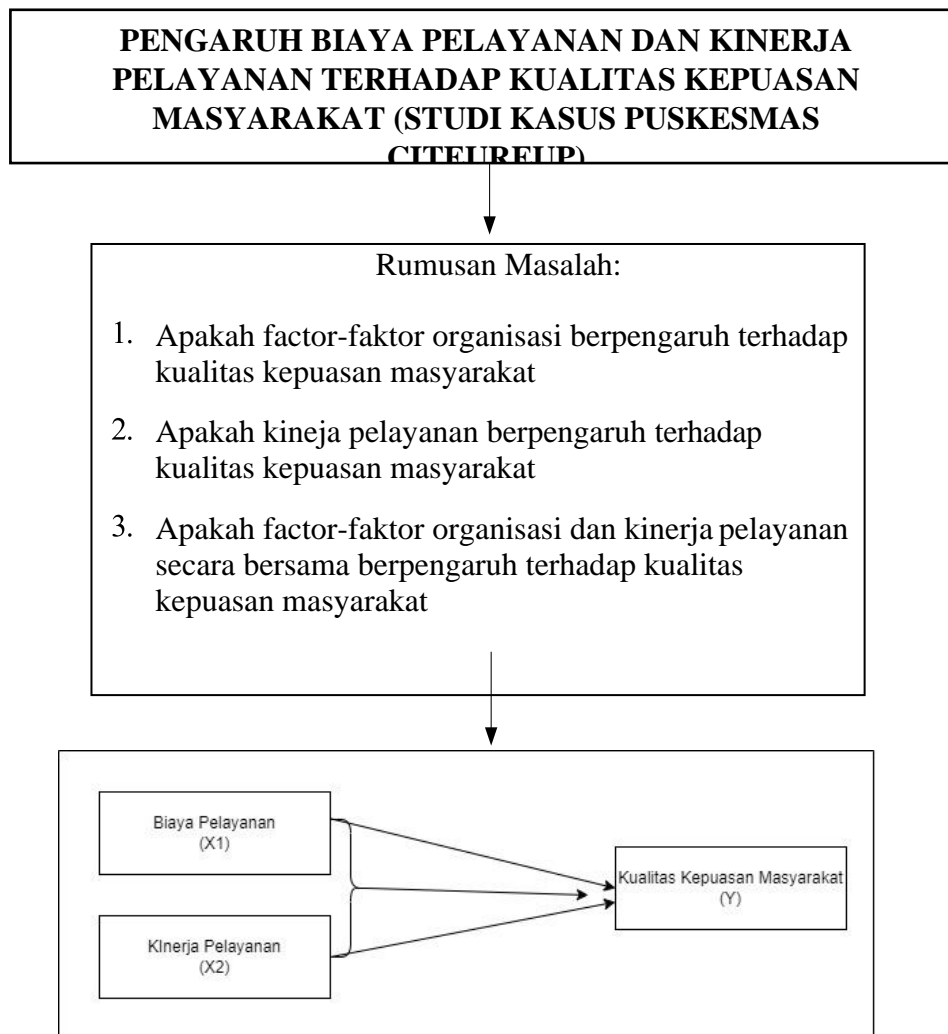 PENGARUH BIAYA PELAYANAN DAN KINERJA
PELAYANAN TERHADAP KUALITAS KEPUASAN
MASYARAKAT (STUDI KASUS PUSKESMAS
CITEUREUP)
Rumusan Masalah:
1. Apakah factor-faktor organisasi berpengaruh terhadap
kualitas kepuasan masyarakat
2. Apakah kineja pelayanan berpengaruh terhadap
kualitas kepuasan masyarakat
3. Apakah factor-faktor organisasi dan kinerja pelayanan
secara bersama berpengaruh terhadap kualitas
kepuasan masyarakat
Biaya Pelayanan
(X1)
Kualitas Kepuasan Masyarakat
(Y)
KInerja Pelayanan
(X2)